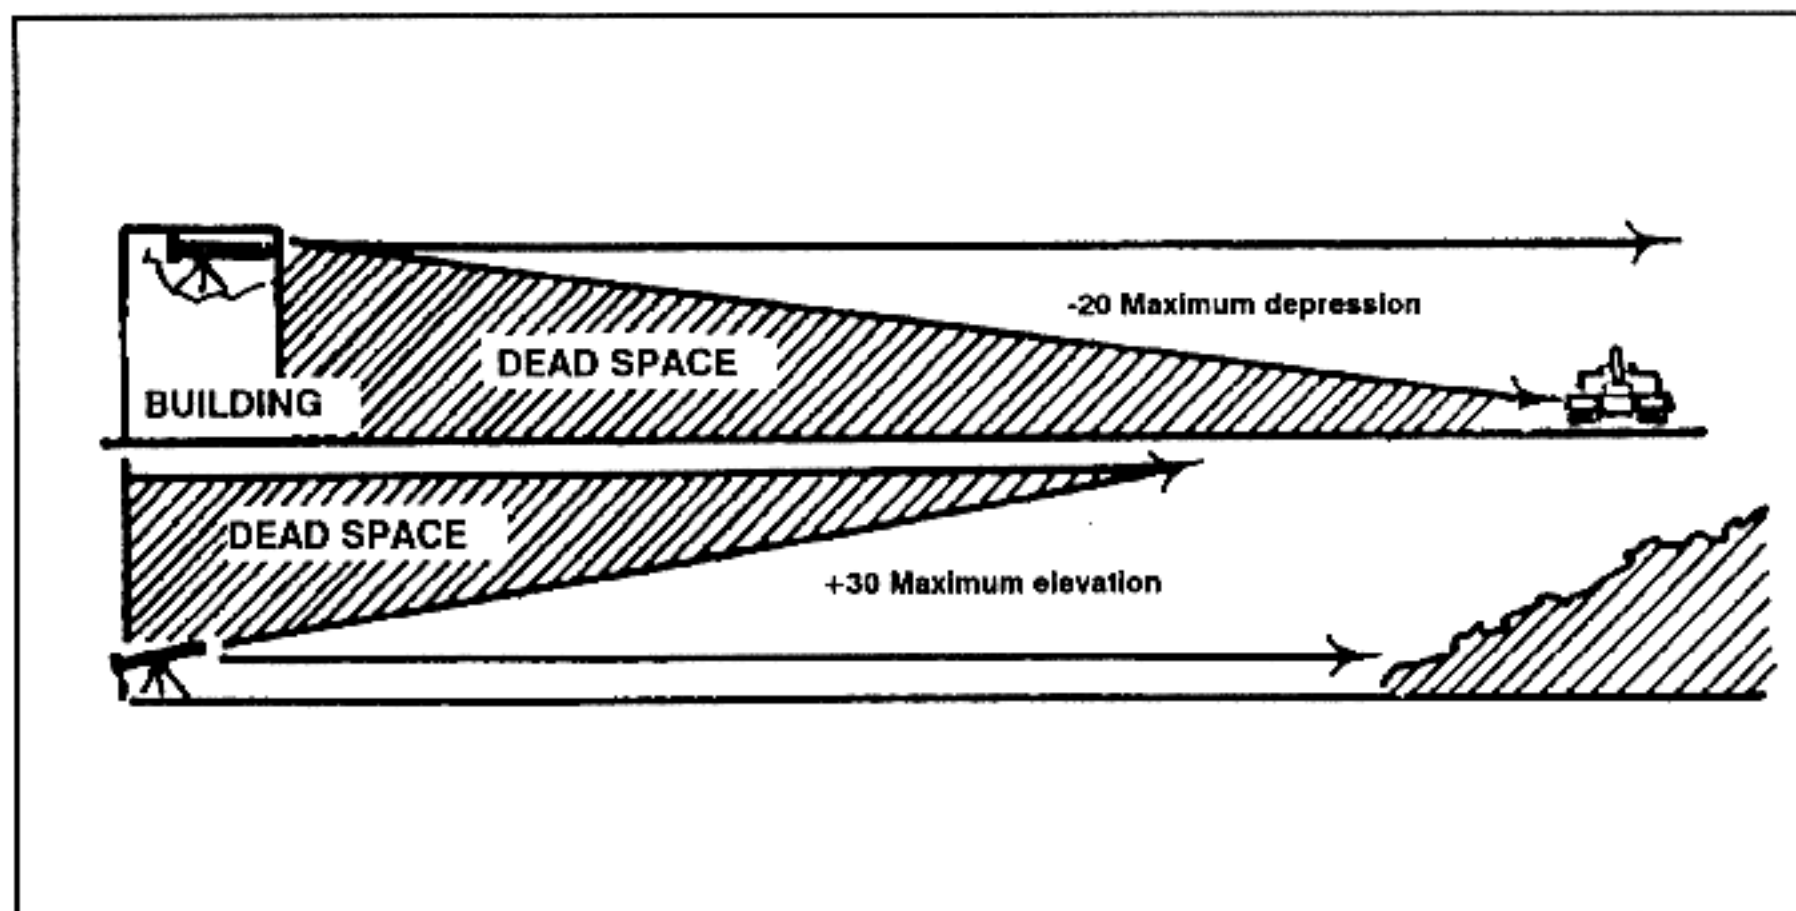 -20 Maximum depression
DEAD SPACE
BUILDING
DEAD SPACE
+30 Maximum elevation